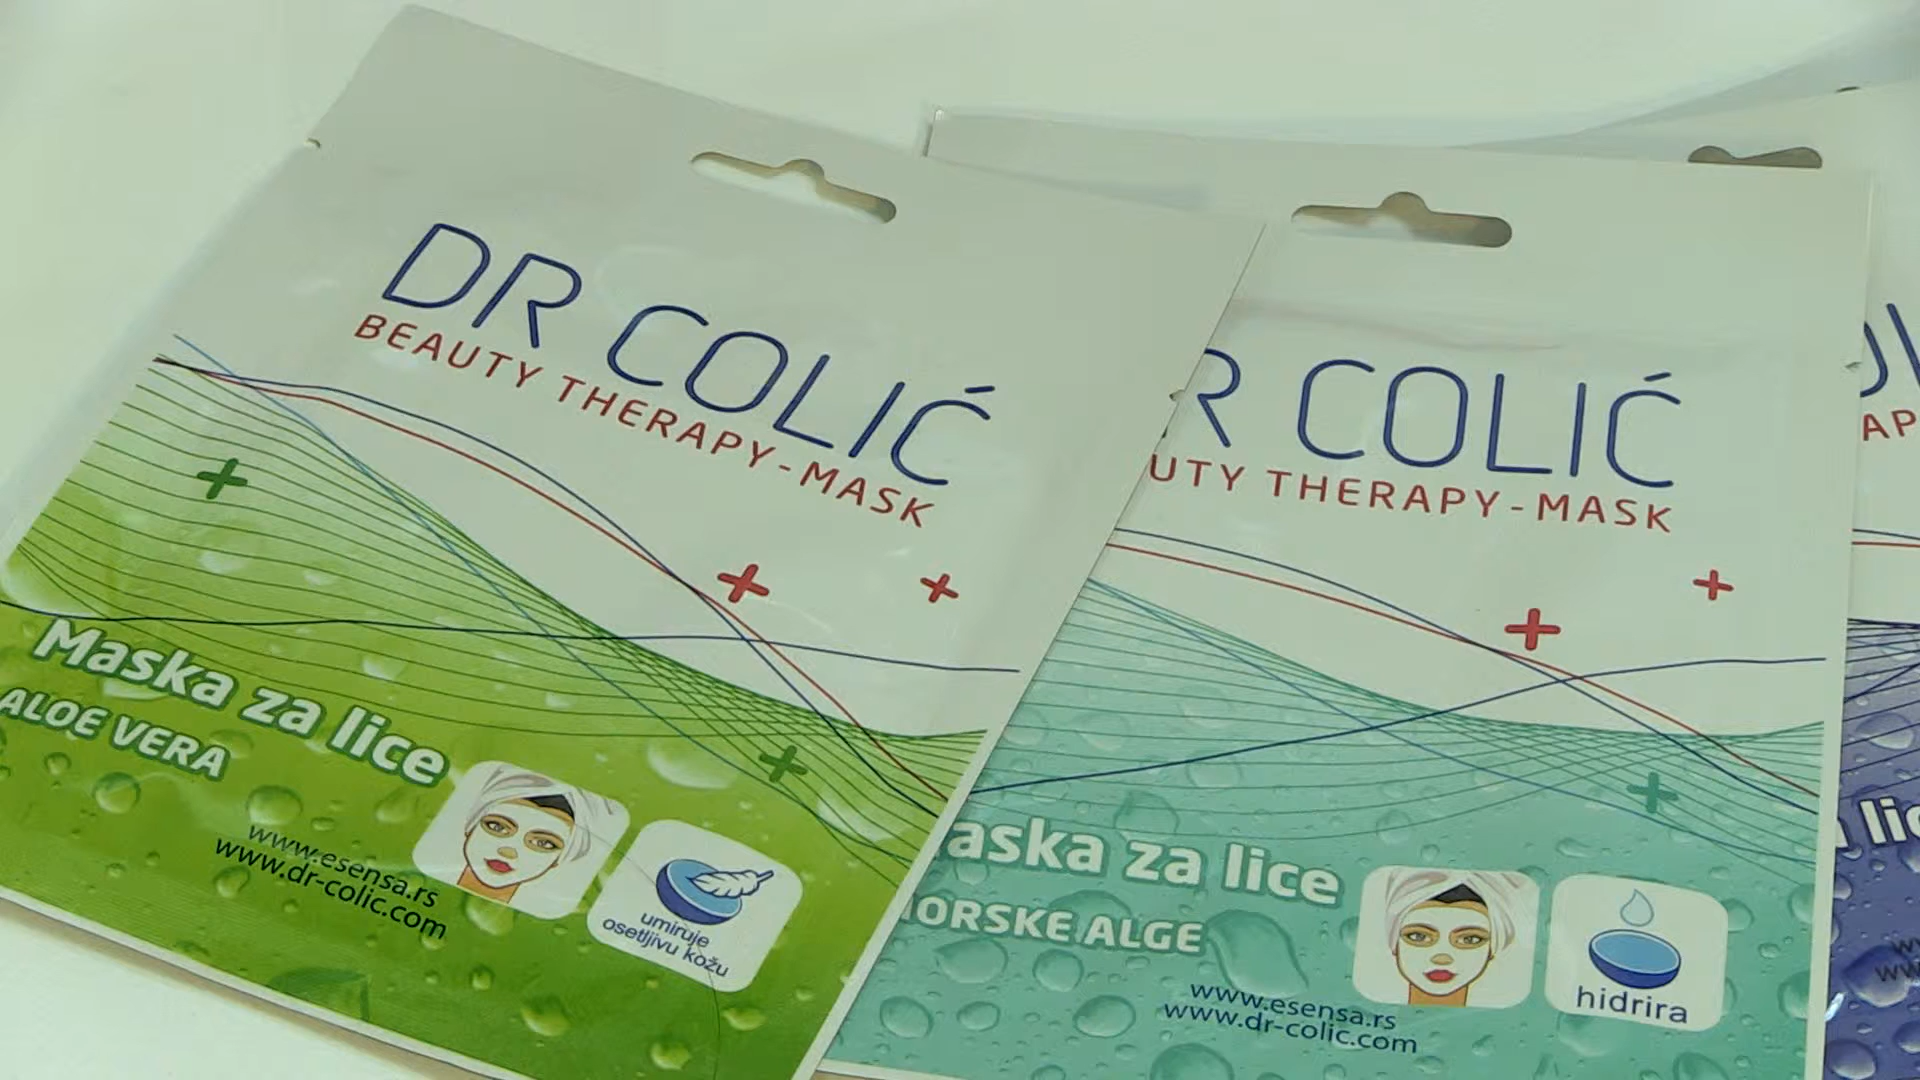 DR COLIĆ
BEAUTY THERAPY-MASK
Maska za lice
ALOE VERA
www.esensa.rs
www.dr-colic.com
umiruje
osetljivu kožu
R COLIĆ
UTY THERAPY-MASK
aska za lice
ORSKE ALGE
www.esensa.rs
www.dr-colic.com
hidrira
AP